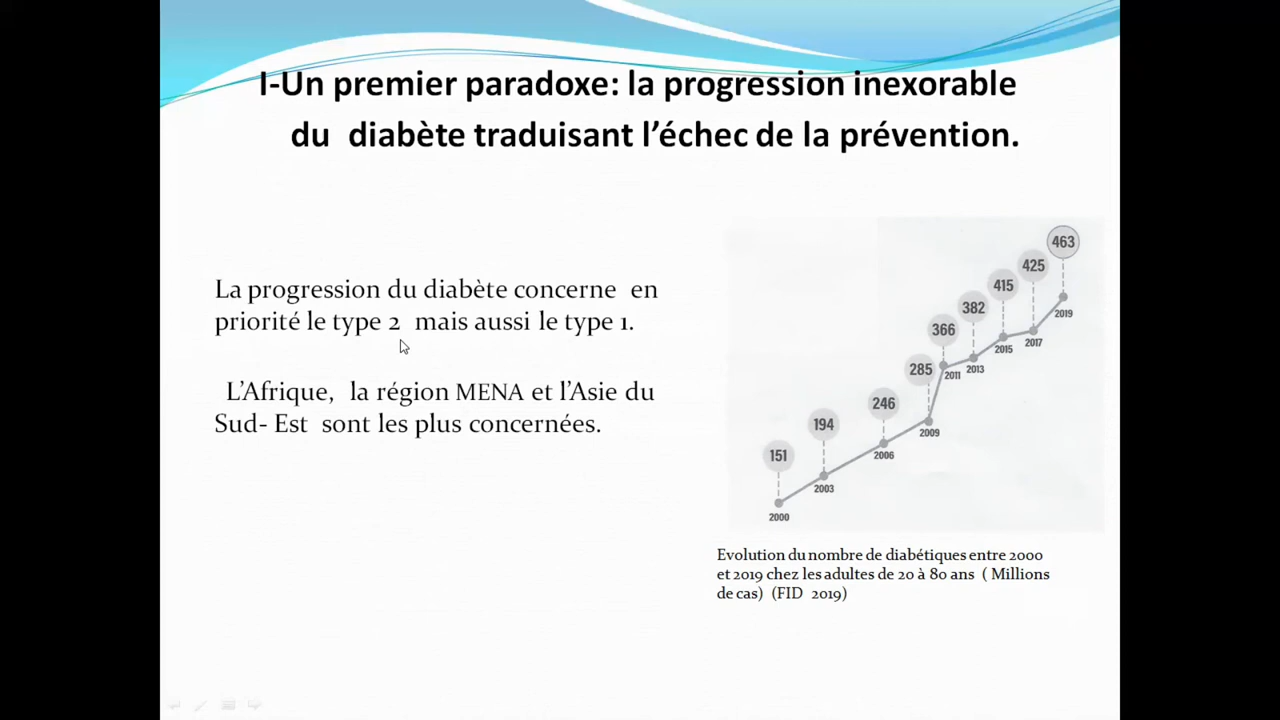 I-Un premier paradoxe: la progression inexorable
du diabète traduisant l'échec de la prévention.
La progression du diabète concerne en
priorité le type 2 mais aussi le type 1.
L'Afrique, la région MENA et l'Asie du
Sud- Est sont les plus concernées.
463
425
415
382
366
285
246
194
151
2019
2017
2015
2013
2011
2009
2006
2003
2000
Evolution du nombre de diabétiques entre 2000
et 2019 chez les adultes de 20 à 80 ans ( Millions
de cas) (FID 2019)